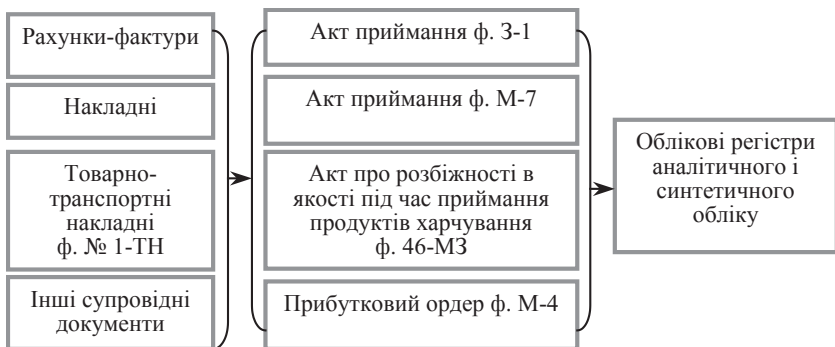 Рахунки-фактури
Накладні
Товарно-
транспортні
накладні
ф. № 1-ТН
Інші супровідні
документи
Акт приймання ф. З-1
Акт приймання ф. М-7
Акт про розбіжності в
якості під час приймання
продуктів харчування
ф. 46-МЗ
Прибутковий ордер ф. М-4
Облікові регістри
аналітичного і
синтетичного
обліку